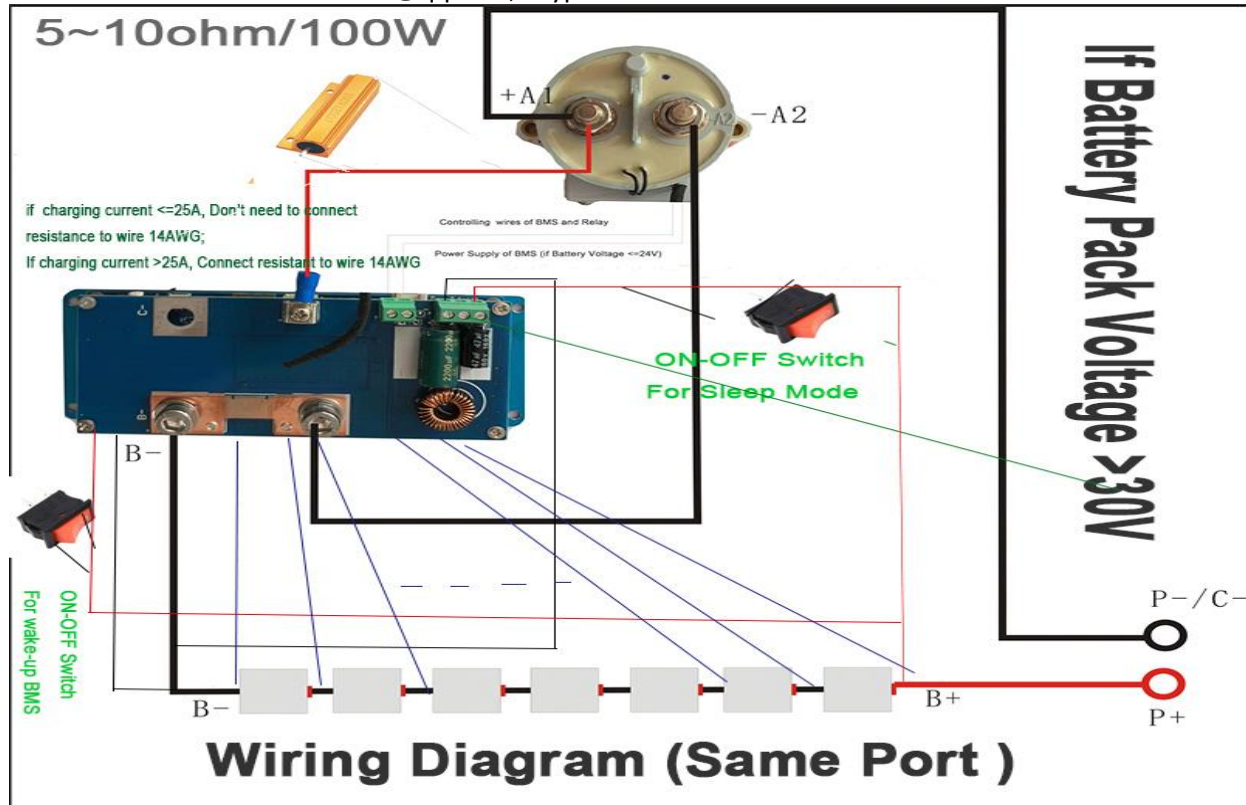 5~10ohm/100W
+A1
-A2
A2
if charging current <=25A, Don't need to connect
resistance to wire 14AWG;
If charging current >25A, Connect resistant to wire 14AWG
Controlling wires of BMS and Relay
Power Supply of BMS (if Battery Voltage <=24V)
If Battery Pack Voltage >30V
C-
B-
ON-OFF Switch
For Sleep Mode
B-
ON-OFF Switch
For wake-up BMS
P-/C-
B-
B+
P+
Wiring Diagram (Same Port )